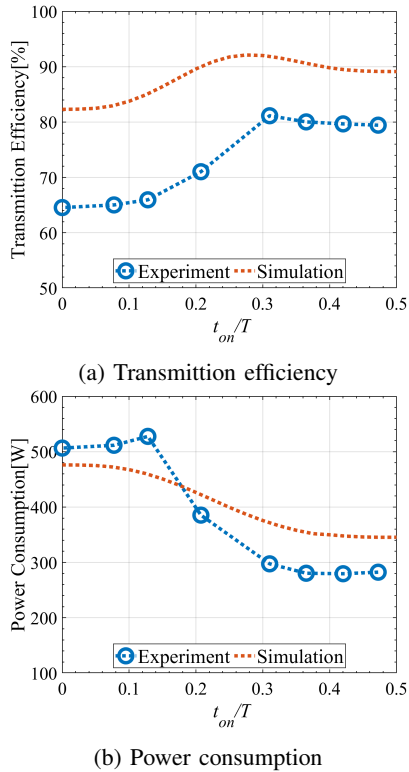 100
90
80
70
60
50
Transmittion Efficiency[%]
Experiment Simulation
0 0.1 0.2 0.3 0.4 0.5
t_on/T
(a) Transmittion efficiency
600
500
400
300
200
100
Power Consumption[W]
Experiment Simulation
0 0.1 0.2 0.3 0.4 0.5
t_on/T
(b) Power consumption